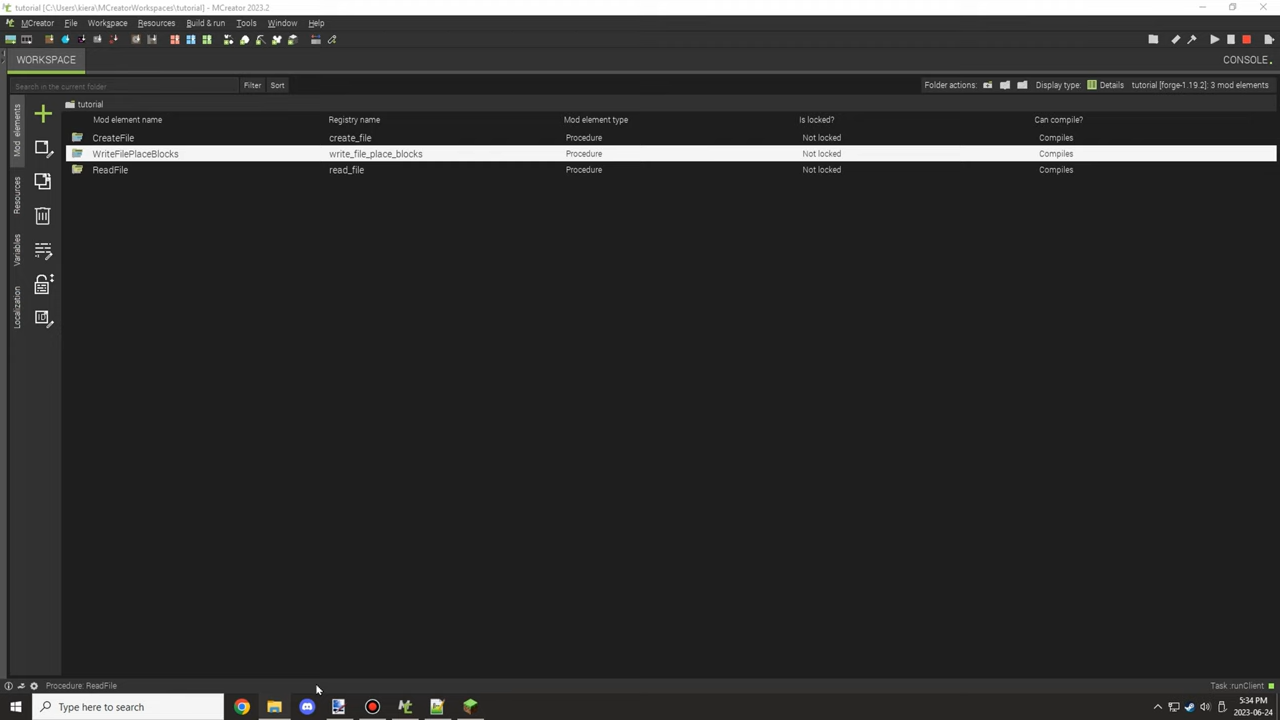 tutorial [C:\Users\kiera\MCreatorWorkspaces\tutorial] - MCreator 2023.2
MCreator File Workspace Resources Build & run Tools Window Help
WORKSPACE
CONSOLE
Search in the current folder
Filter Sort
Folder actions: Display type: Details tutorial [forge-1.19.2]: 3 mod elements
tutorial
Mod element name Registry name Mod element type Is locked? Can compile?
CreateFile create_file Procedure Not locked Compiles
WriteFilePlaceBlocks write_file_place_blocks Procedure Not locked Compiles
ReadFile read_file Procedure Not locked Compiles
Mod elements
Resources
Variables
Localization
Procedure: ReadFile
Task :runClient
Type here to search
5:34 PM
2023-06-24